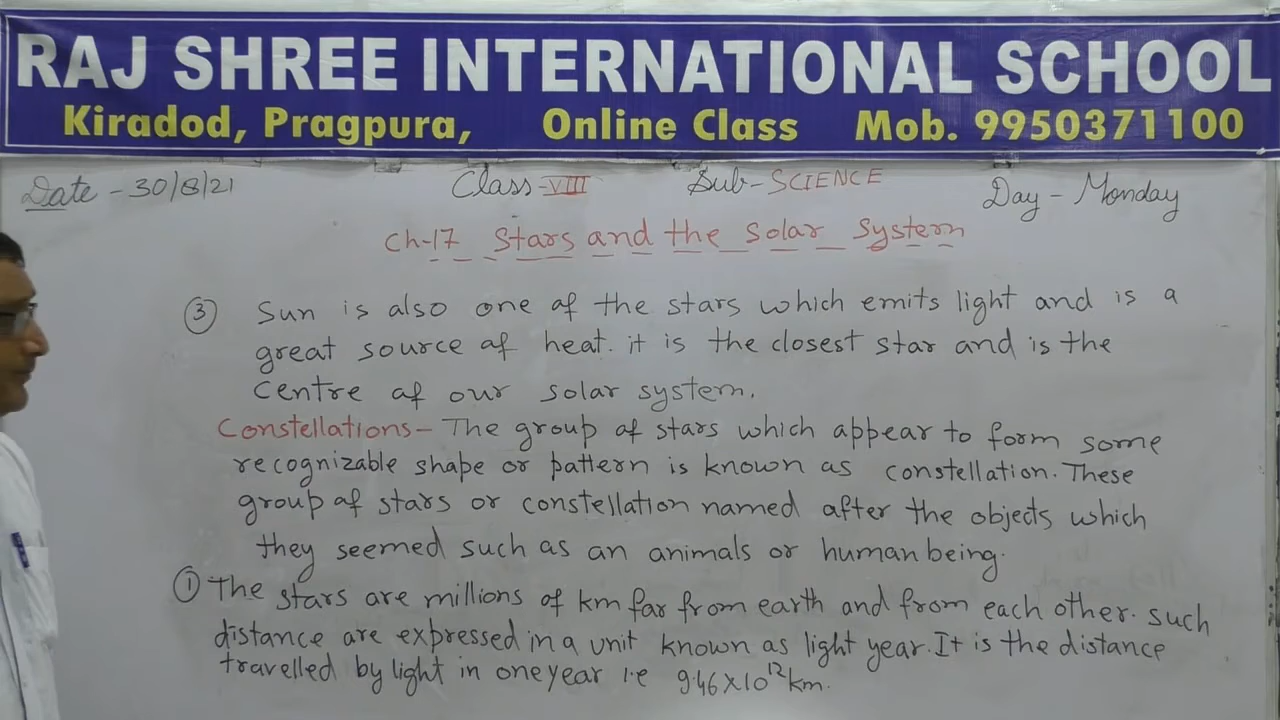 RAJ SHREE INTERNATIONAL SCHOOL
Kiradod, Pragpura, Online Class Mob. 9950371100
Date - 30/8/21 Class - VIII Sub - SCIENCE Day - Monday
Ch-17 Stars and the Solar System
③ Sun is also one of the stars which emits light and is a
great source of heat. it is the closest star and is the
centre of our solar system.
Constellations - The group of stars which appear to form some
recognizable shape or pattern is known as constellation. These
group of stars or constellation named after the objects which
they seemed such as an animals or human being.
① The stars are millions of km far from earth and from each other. such
distance are expressed in a unit known as light year. It is the distance
travelled by light in one year i.e 9.46 x 10¹² km.